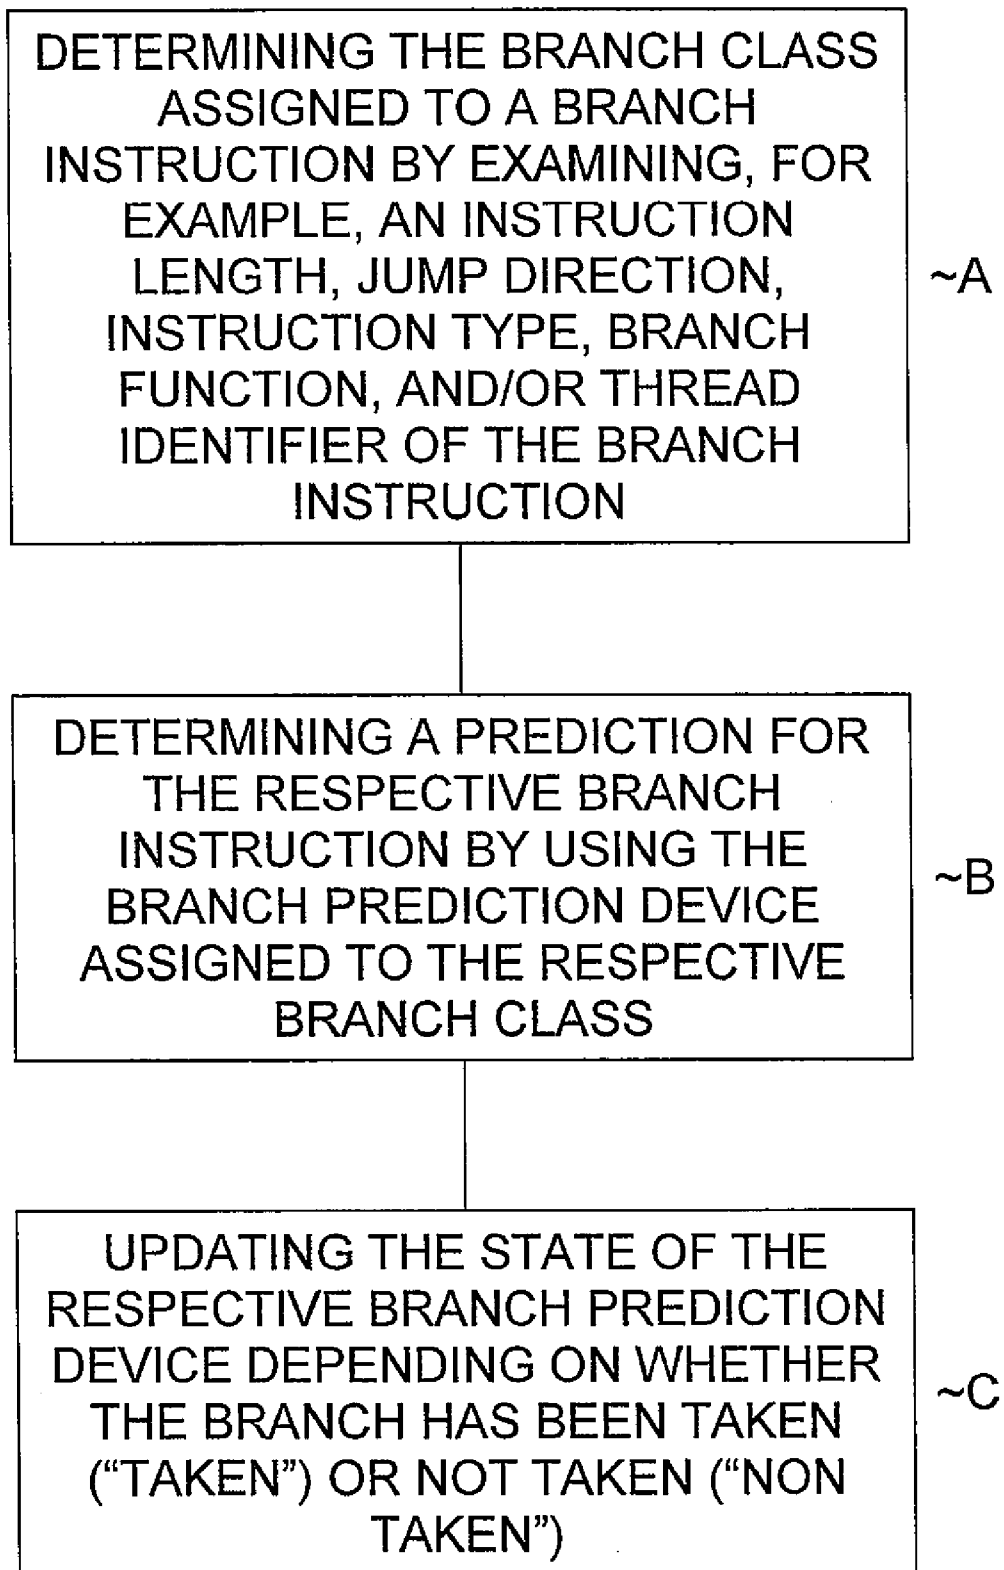 DETERMINING THE BRANCH CLASS
ASSIGNED TO A BRANCH
INSTRUCTION BY EXAMINING, FOR
EXAMPLE, AN INSTRUCTION
LENGTH, JUMP DIRECTION,
INSTRUCTION TYPE, BRANCH
FUNCTION, AND/OR THREAD
IDENTIFIER OF THE BRANCH
INSTRUCTION
~A
DETERMINING A PREDICTION FOR
THE RESPECTIVE BRANCH
INSTRUCTION BY USING THE
BRANCH PREDICTION DEVICE
ASSIGNED TO THE RESPECTIVE
BRANCH CLASS
~B
UPDATING THE STATE OF THE
RESPECTIVE BRANCH PREDICTION
DEVICE DEPENDING ON WHETHER
THE BRANCH HAS BEEN TAKEN
(“TAKEN”) OR NOT TAKEN (“NON
TAKEN”)
~C